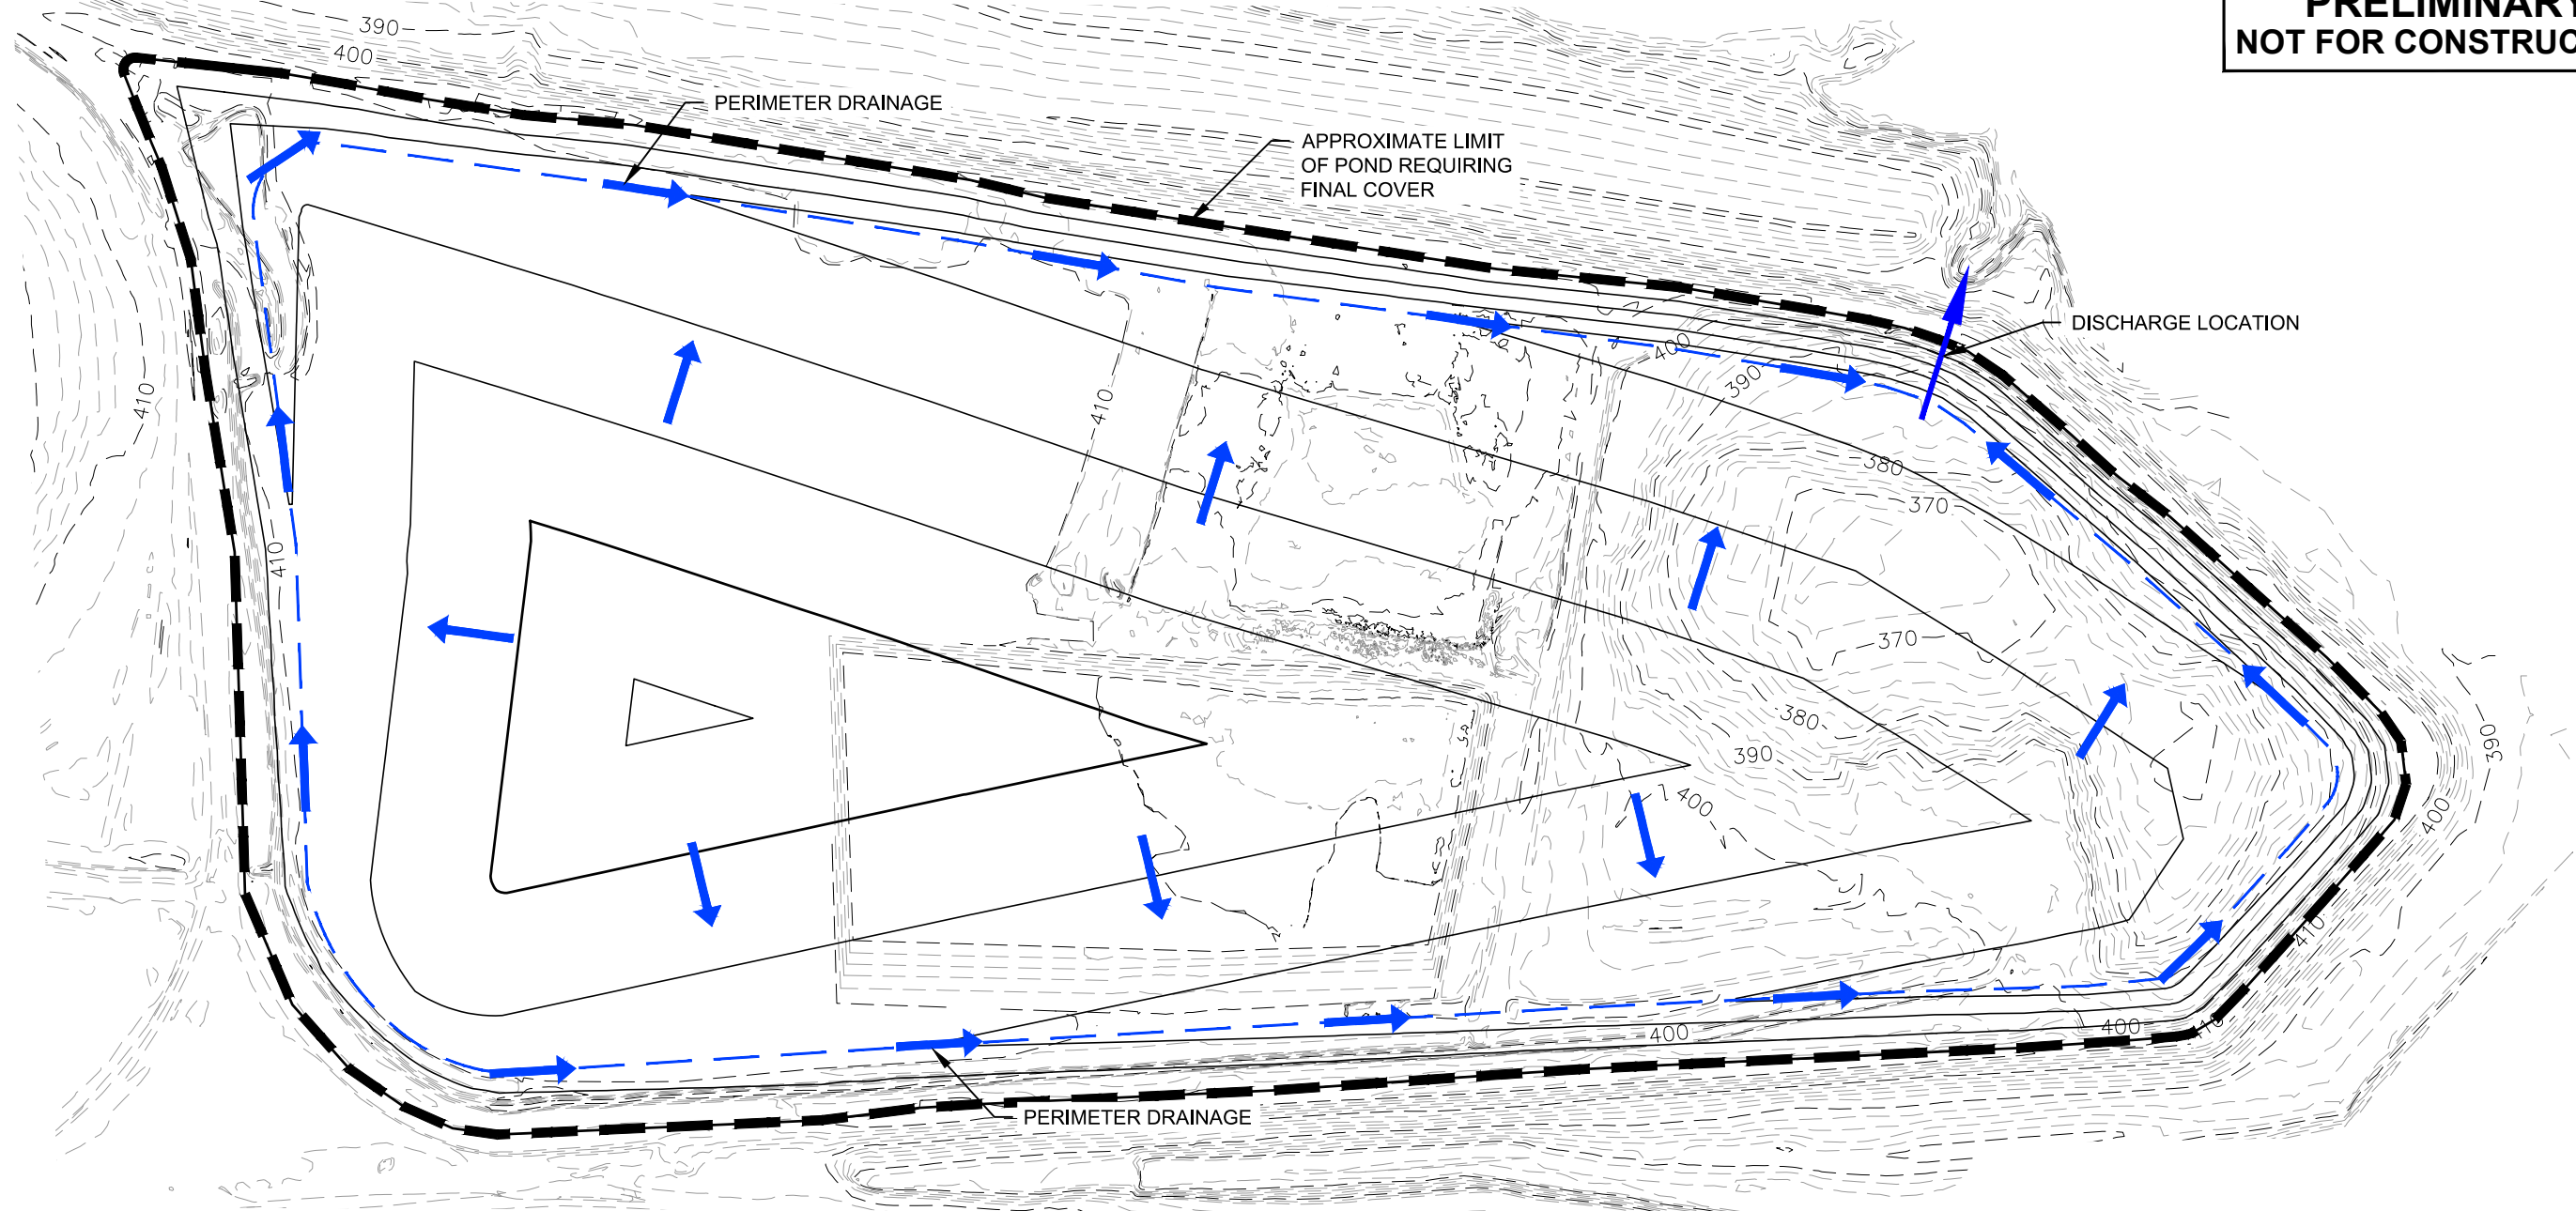 PRELIMINARY
NOT FOR CONSTRUC
390
400
PERIMETER DRAINAGE
APPROXIMATE LIMIT
OF POND REQUIRING
FINAL COVER
DISCHARGE LOCATION
400
390
410
410
380
370
410
370
380
390
390
400
400
410
400
400
PERIMETER DRAINAGE